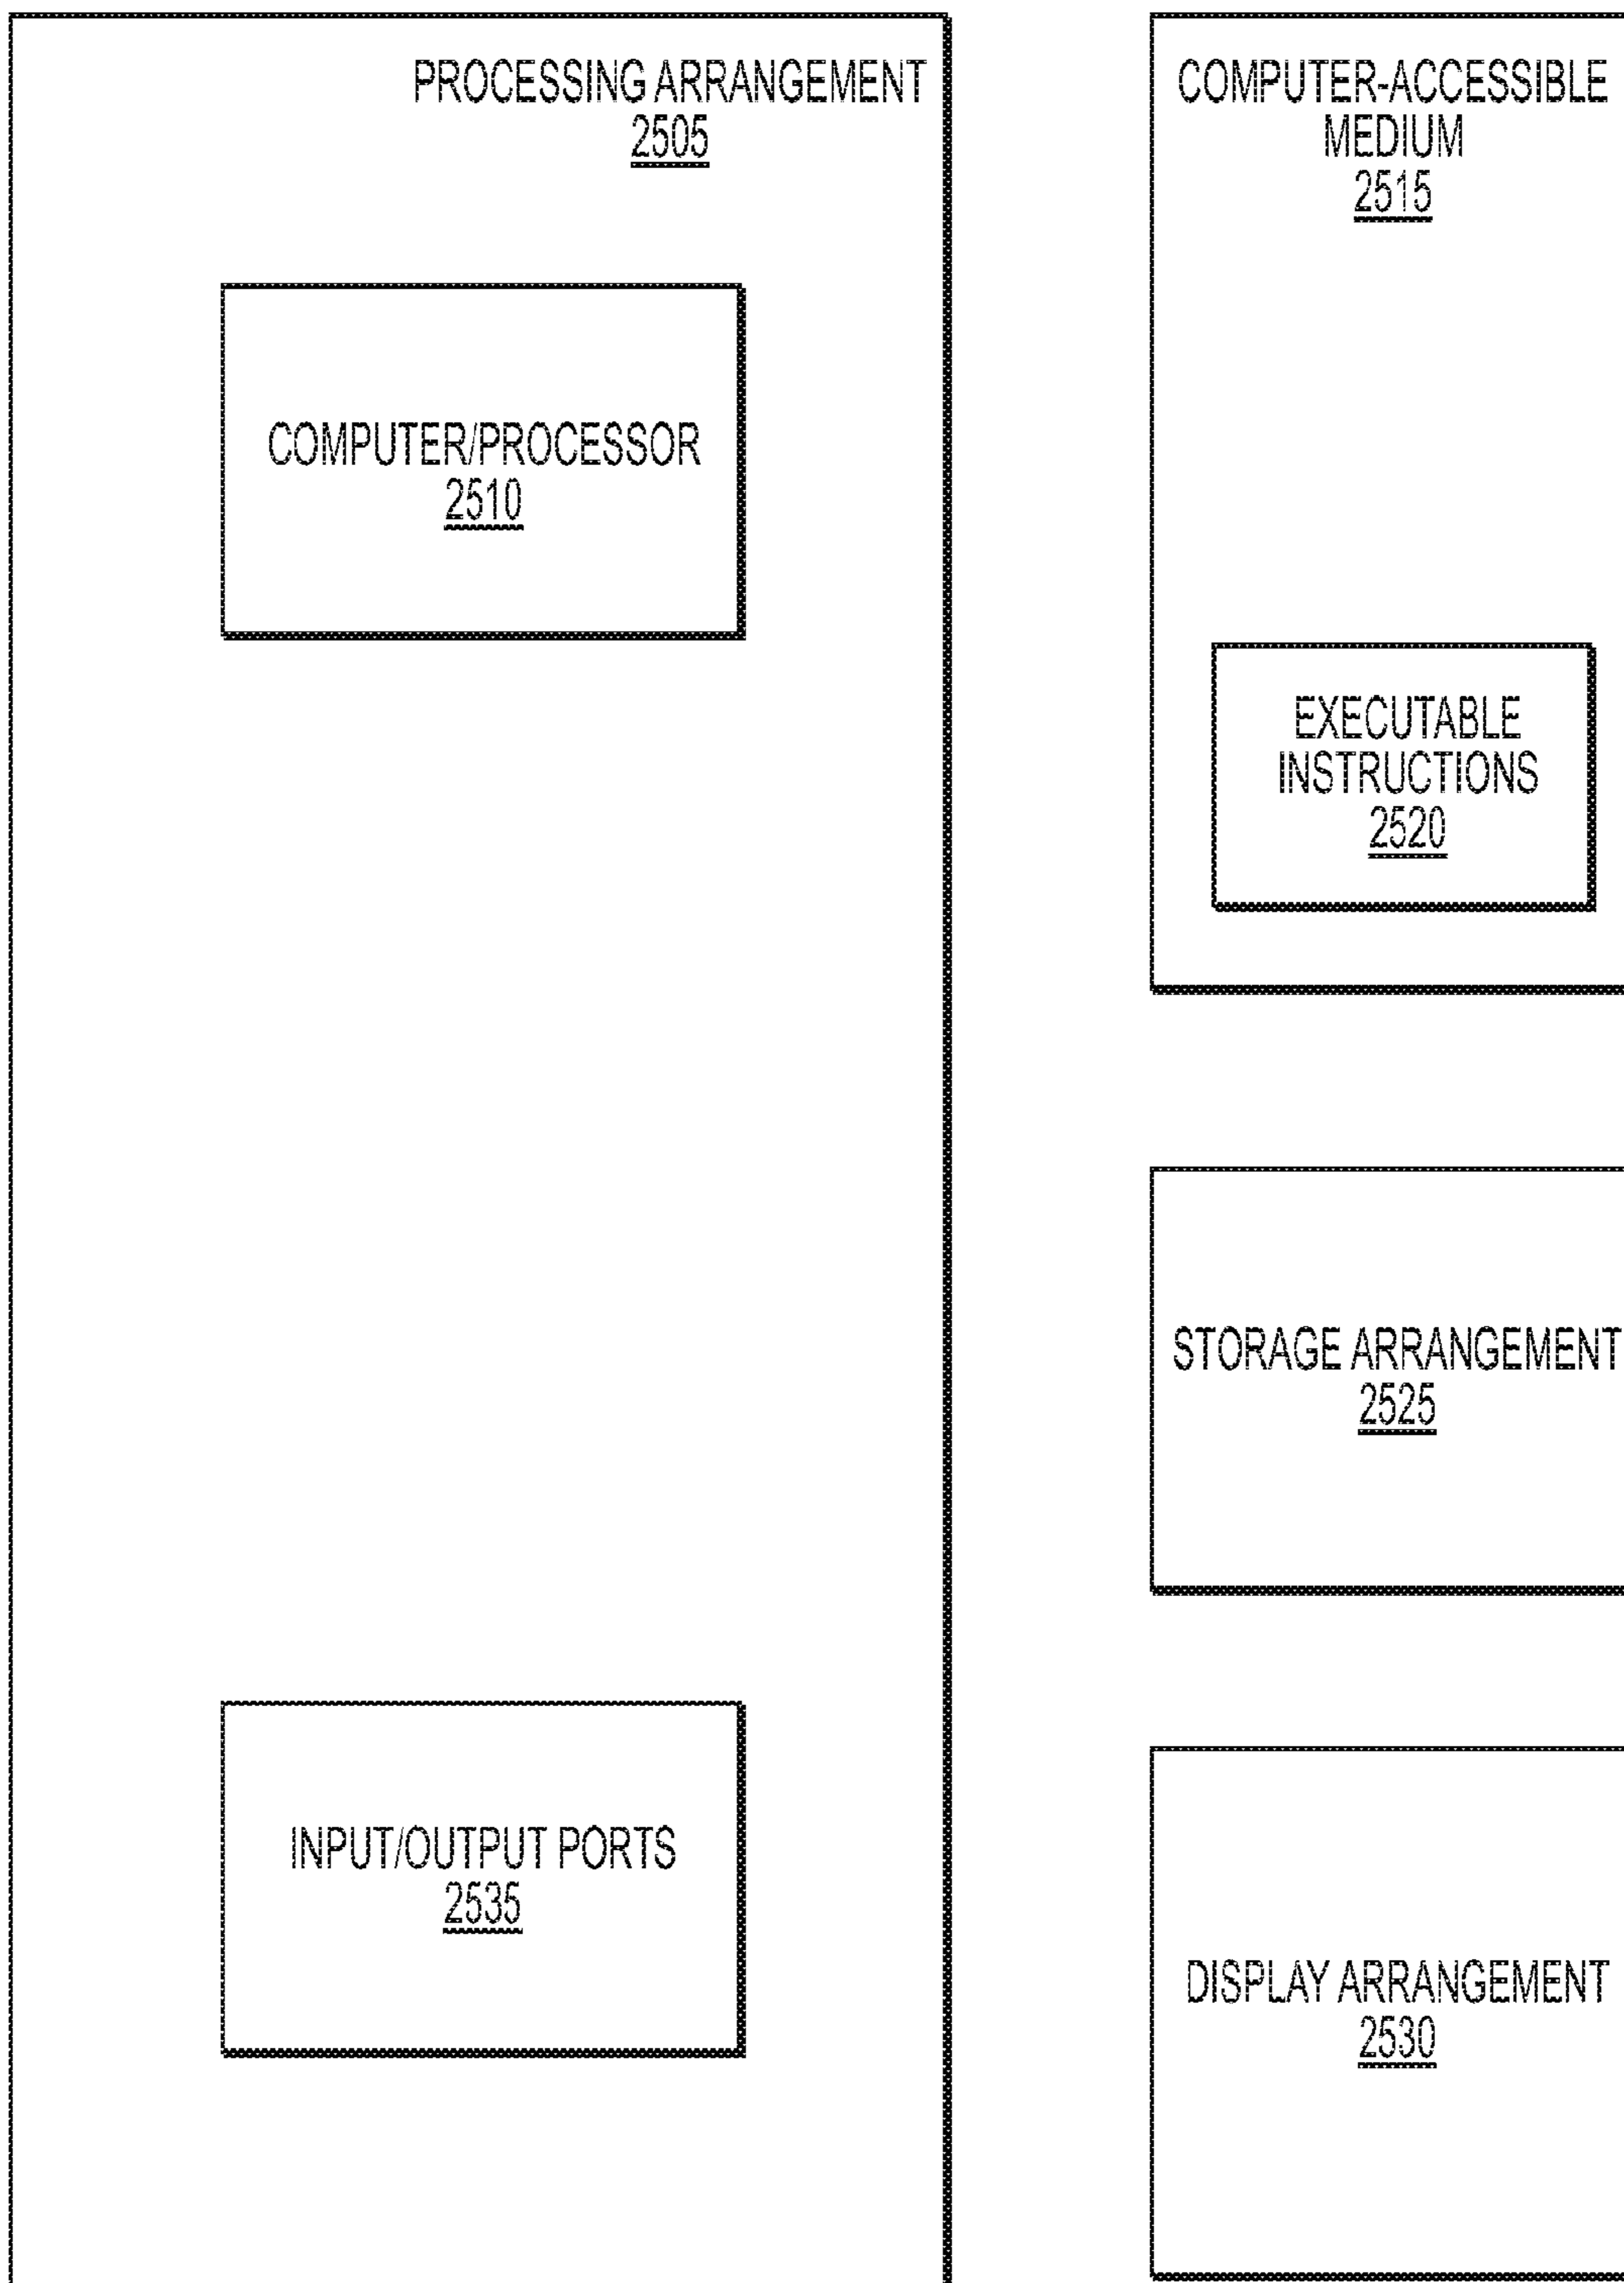 PROCESSING ARRANGEMENT
2505
COMPUTER/PROCESSOR
2510
INPUT/OUTPUT PORTS
2535
COMPUTER-ACCESSIBLE
MEDIUM
2515
EXECUTABLE
INSTRUCTIONS
2520
STORAGE ARRANGEMENT
2525
DISPLAY ARRANGEMENT
2530